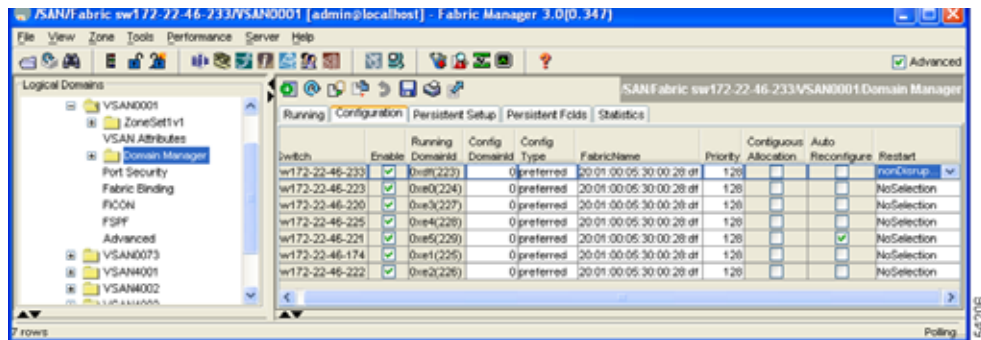 /SAN/Fabric sw172-22-46-233/VSAN0001 [admin@localhost] - Fabric Manager 3.0(0.347)
File View Zone Tools Performance Server Help
Advanced
Logical Domains
/SAN/Fabric sw172-22-46-233/VSAN0001/Domain Manager
VSAN0001
ZoneSet1v1
VSAN Attributes
Domain Manager
Port Security
Fabric Binding
FICON
FSPF
Advanced
VSAN0073
VSAN4001
VSAN4002
Running Configuration Persistent Setup Persistent FcIds Statistics
Switch Enable Running DomainId Config DomainId Config Type FabricName Priority Contiguous Allocation Auto Reconfigure Restart
w172-22-46-233 0xdf(223) 0 preferred 20:01:00:05:30:00:28:df 128 nonDisrup...
w172-22-46-223 0xe0(224) 0 preferred 20:01:00:05:30:00:28:df 128 NoSelection
w172-22-46-220 0xe3(227) 0 preferred 20:01:00:05:30:00:28:df 128 NoSelection
w172-22-46-225 0xe4(228) 0 preferred 20:01:00:05:30:00:28:df 128 NoSelection
w172-22-46-221 0xe5(229) 0 preferred 20:01:00:05:30:00:28:df 128 NoSelection
w172-22-46-174 0xe1(225) 0 preferred 20:01:00:05:30:00:28:df 128 NoSelection
w172-22-46-222 0xe2(226) 0 preferred 20:01:00:05:30:00:28:df 128 NoSelection
7 rows
Polling...